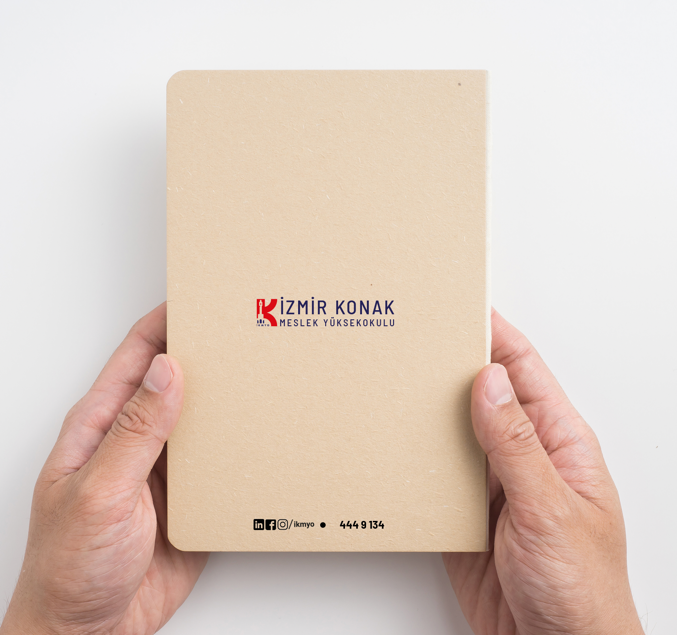 İZMİR KONAK
MESLEK YÜKSEKOKULU
/ikmyo ● 444 9 134